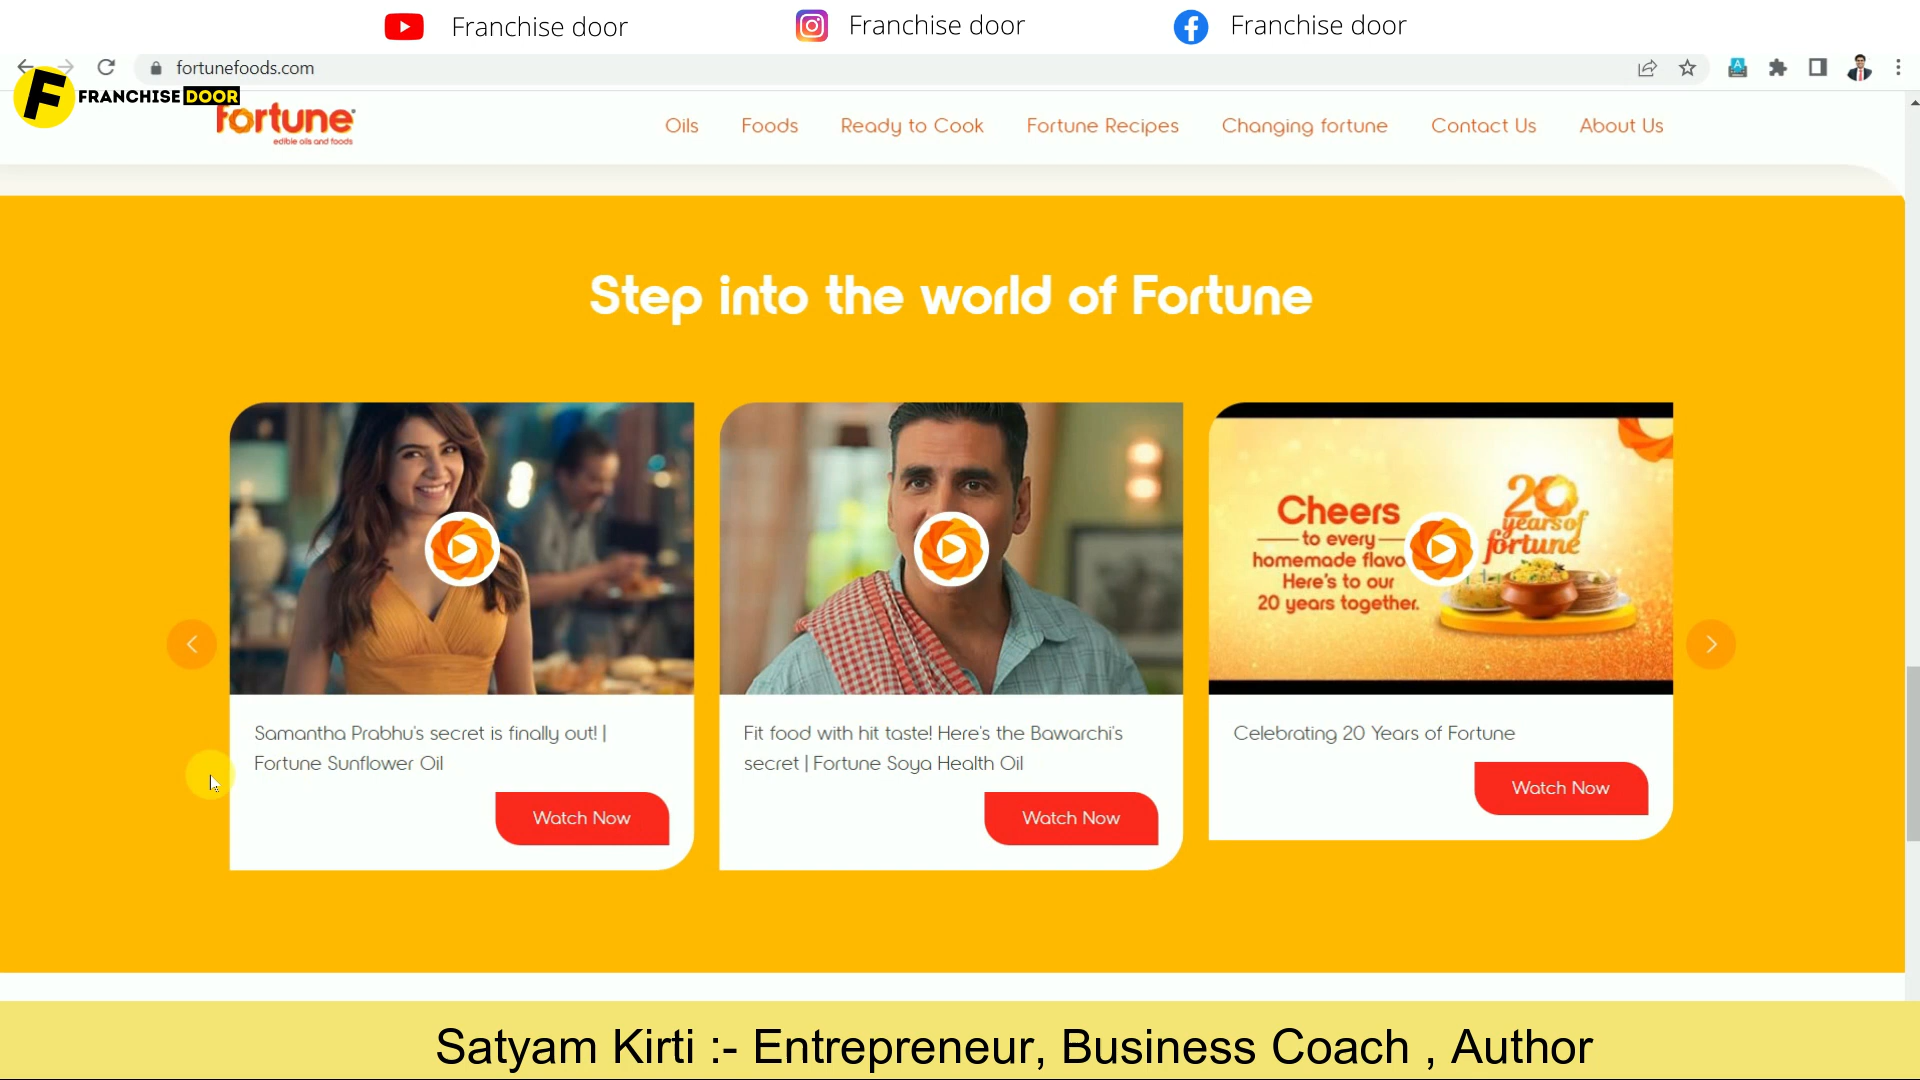 Franchise door
Franchise door
Franchise door
fortunefoods.com
FRANCHISE DOOR
fortune
edible oils and foods
Oils
Foods
Ready to Cook
Fortune Recipes
Changing fortune
Contact Us
About Us
Step into the world of Fortune
Cheers
to every
homemade flavo
Here's to our
20 years together.
20
years of
fortune
Samantha Prabhu's secret is finally out! |
Fortune Sunflower Oil
Watch Now
Fit food with hit taste! Here's the Bawarchi's
secret | Fortune Soya Health Oil
Watch Now
Celebrating 20 Years of Fortune
Watch Now
Satyam Kirti :- Entrepreneur, Business Coach , Author